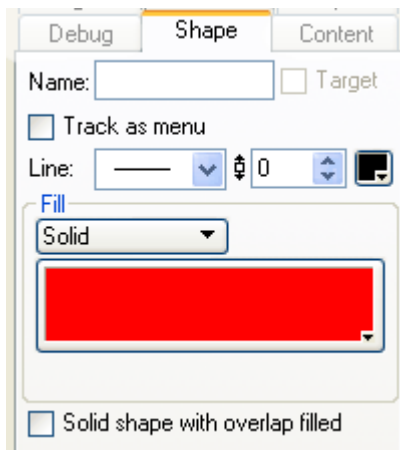 Debug Shape Content
Name: Target
Track as menu
Line: 0
Fill
Solid
Solid shape with overlap filled